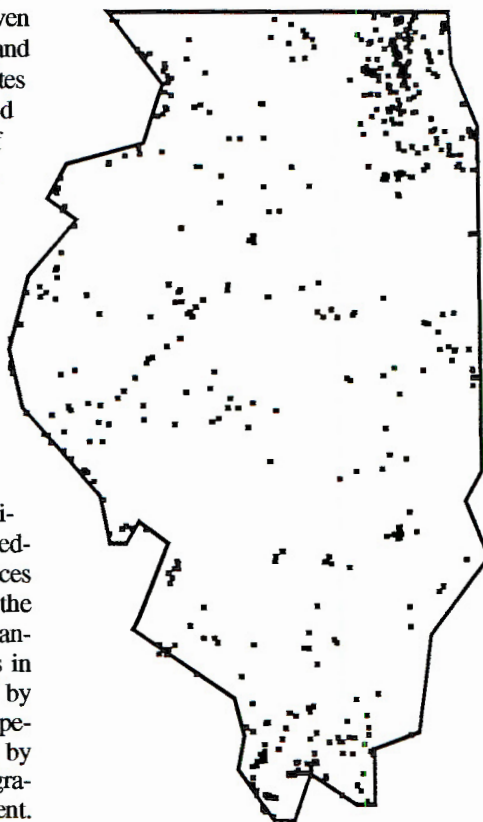 ven
and
tes
d
f
i-
ed-
ces
the
an-
s in
by
pe-
by
gra-
ent.